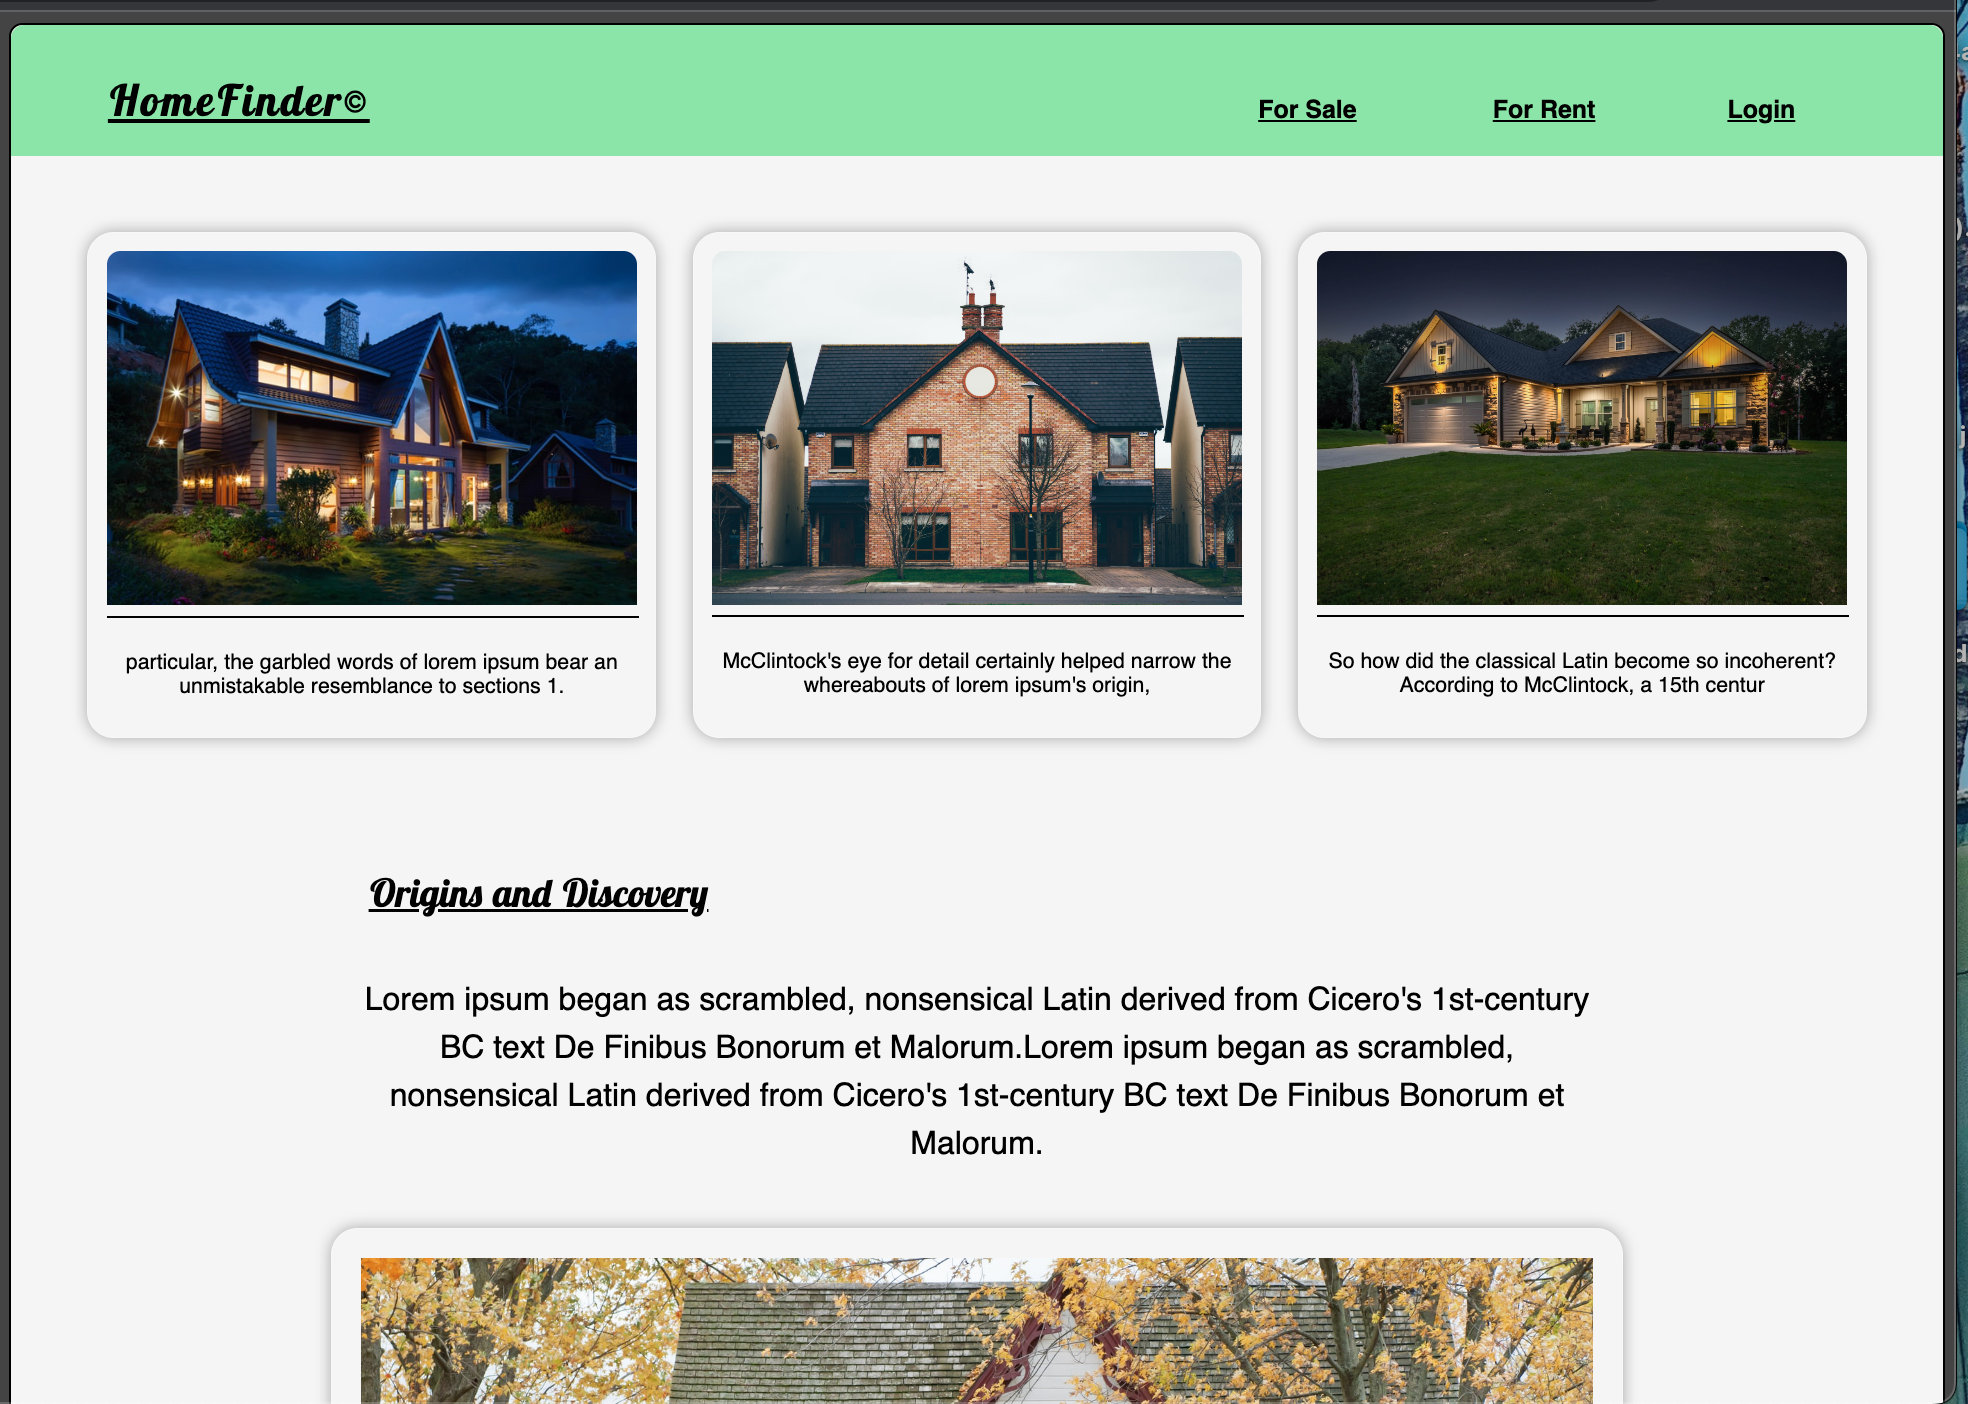 HomeFinder©
For Sale
For Rent
Login
particular, the garbled words of lorem ipsum bear an
unmistakable resemblance to sections 1.
McClintock's eye for detail certainly helped narrow the
whereabouts of lorem ipsum's origin,
So how did the classical Latin become so incoherent?
According to McClintock, a 15th centur
Origins and Discovery
Lorem ipsum began as scrambled, nonsensical Latin derived from Cicero's 1st-century
BC text De Finibus Bonorum et Malorum.Lorem ipsum began as scrambled,
nonsensical Latin derived from Cicero's 1st-century BC text De Finibus Bonorum et
Malorum.